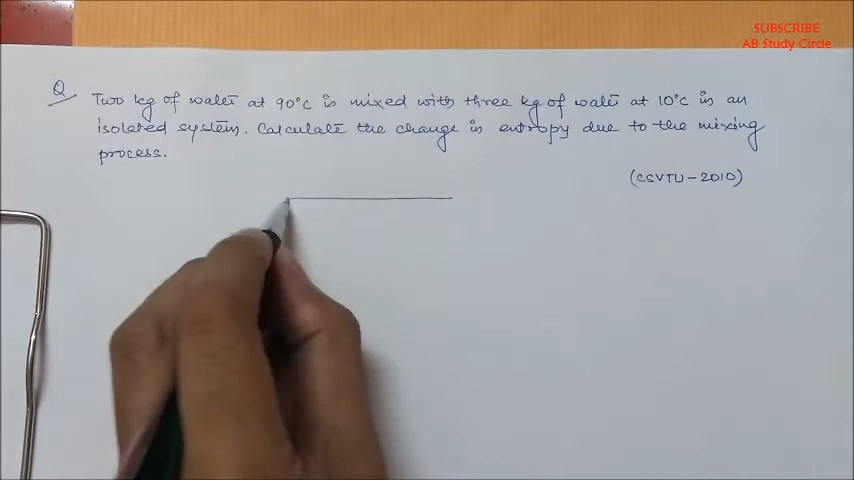 SUBSCRIBE
AB Study Circle
Q Two kg of water at 90°C is mixed with three kg of water at 10°C in an
isolated system. Calculate the change in entropy due to the mixing
process.
(CSVTU-2010)